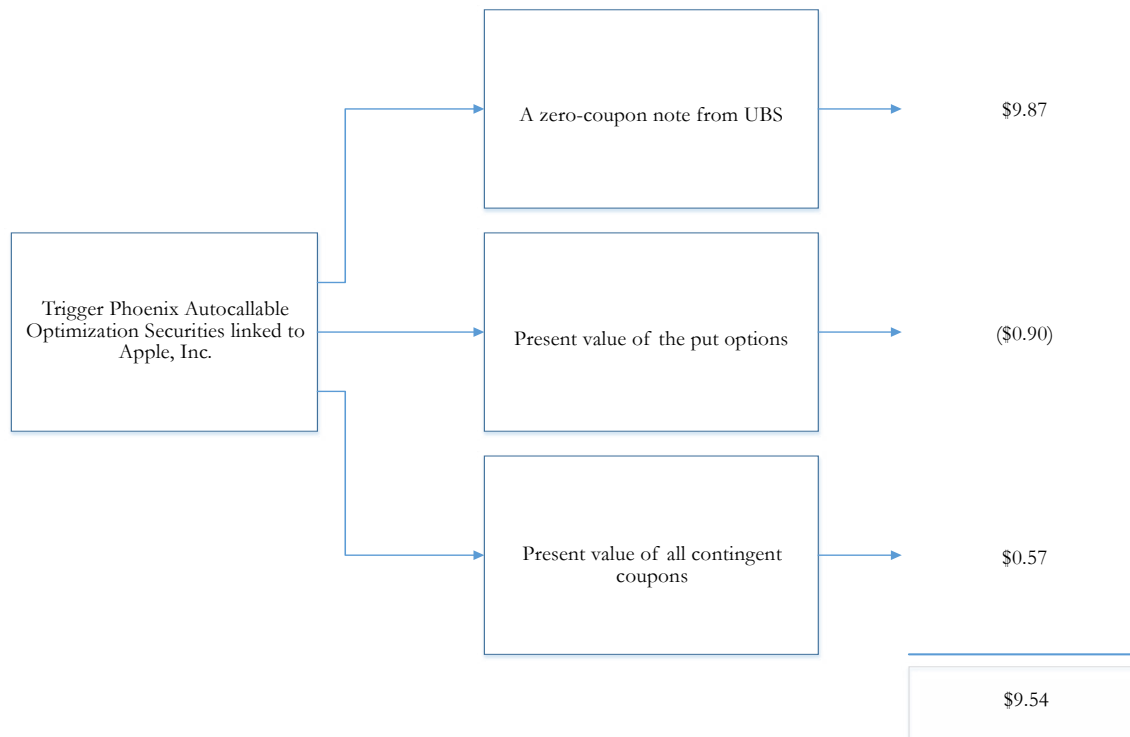 A zero-coupon note from UBS
$9.87
Trigger Phoenix Autocallable
Optimization Securities linked to
Apple, Inc.
Present value of the put options
($0.90)
Present value of all contingent
coupons
$0.57
$9.54